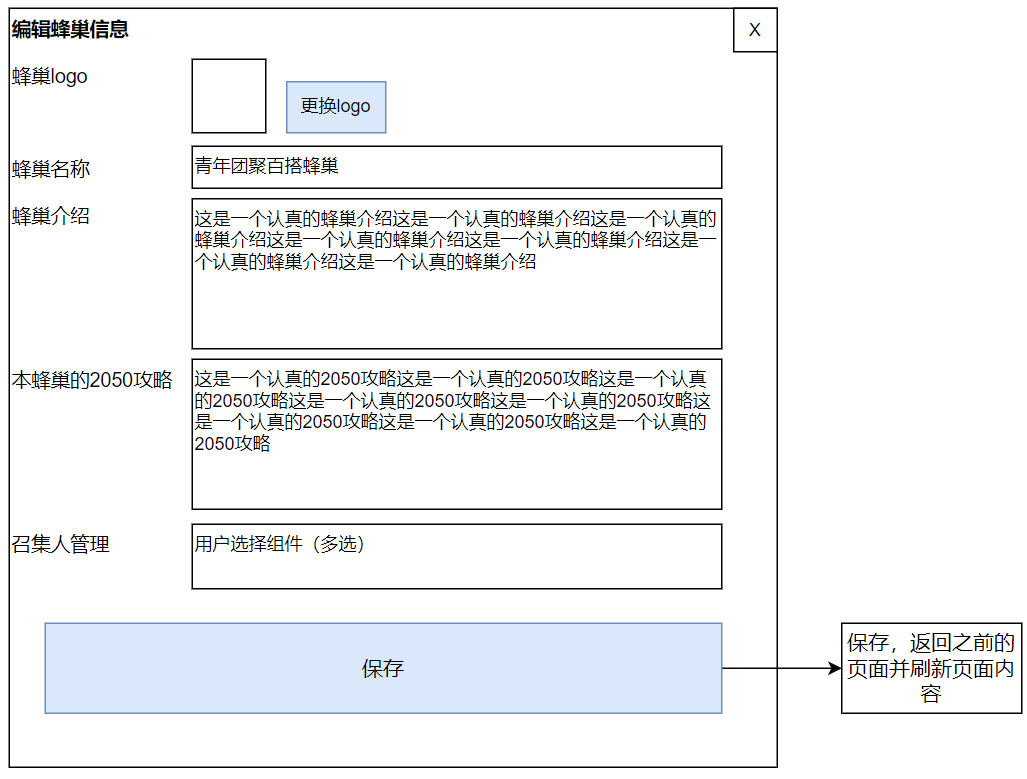 编辑蜂巢信息
X
蜂巢logo
更换logo
蜂巢名称
青年团聚百搭蜂巢
蜂巢介绍
这是一个认真的蜂巢介绍这是一个认真的蜂巢介绍这是一个认真的
蜂巢介绍这是一个认真的蜂巢介绍这是一个认真的蜂巢介绍这是一
个认真的蜂巢介绍这是一个认真的蜂巢介绍
本蜂巢的2050攻略
这是一个认真的2050攻略这是一个认真的2050攻略这是一个认真
的2050攻略这是一个认真的2050攻略这是一个认真的2050攻略这
是一个认真的2050攻略这是一个认真的2050攻略这是一个认真的
2050攻略
召集人管理
用户选择组件（多选）
保存
保存，返回之前的
页面并刷新页面内
容